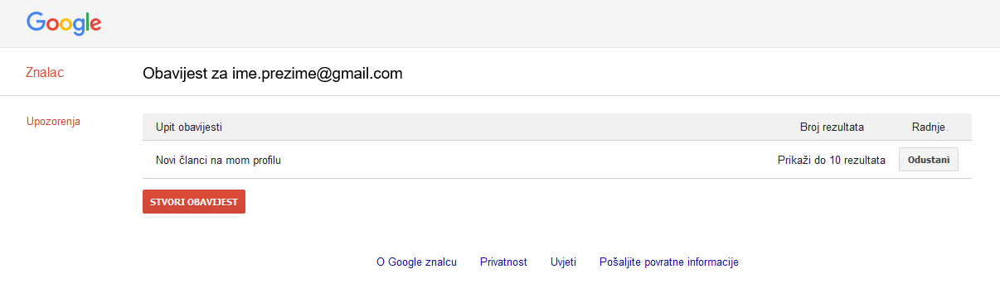 Google
Znalac
Obavijest za ime.prezime@gmail.com
Upozorenja
Upit obavijesti Broj rezultata Radnje
Novi članci na mom profilu Prikaži do 10 rezultata Odustani
STVORI OBAVIJEST
O Google znalcu Privatnost Uvjeti Pošaljite povratne informacije